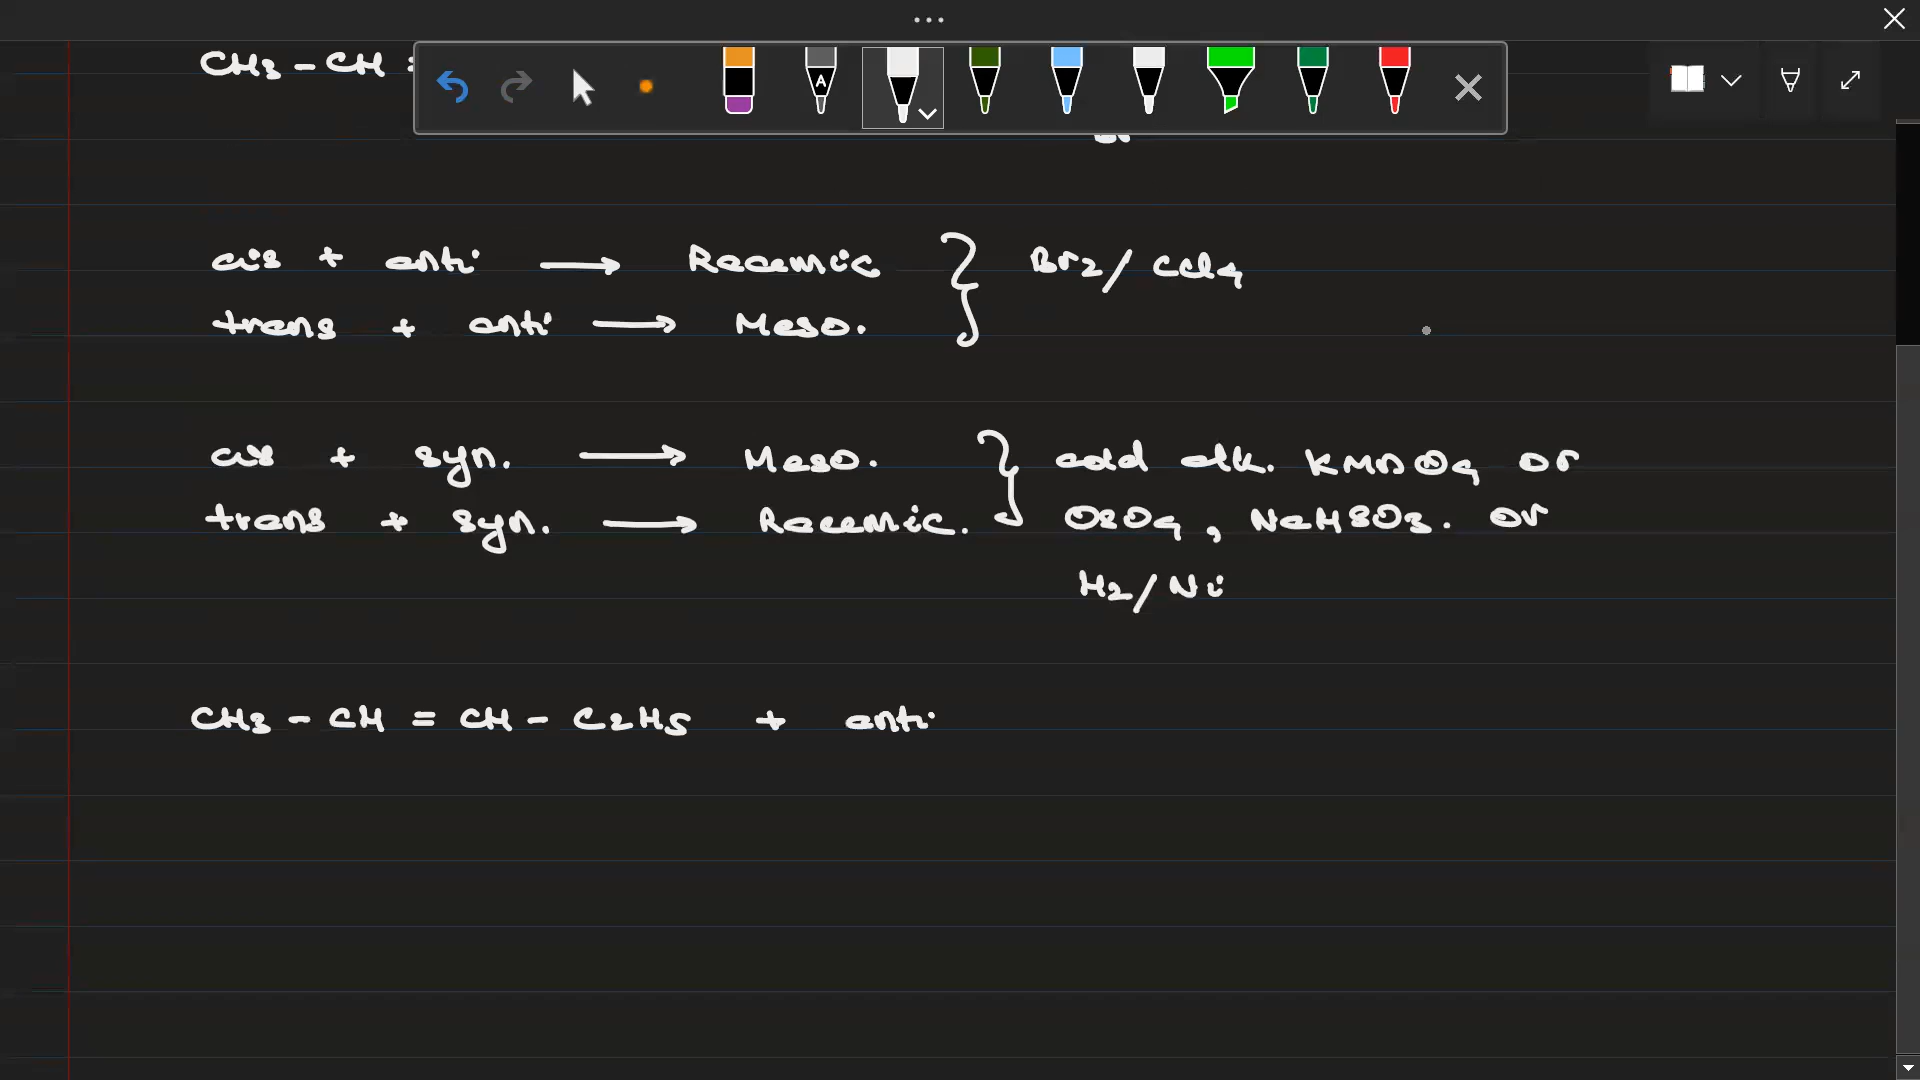 CH3 - CH =
cis + anti ⟶ Racemic } Br2/CCl4
trans + anti ⟶ Meso.
cis + syn. ⟶ Meso. } cold alk. KMnO4 or
trans + syn. ⟶ Racemic. OsO4, NaHSO3. or
H2/Ni
CH3 - CH = CH - C2H5 + anti